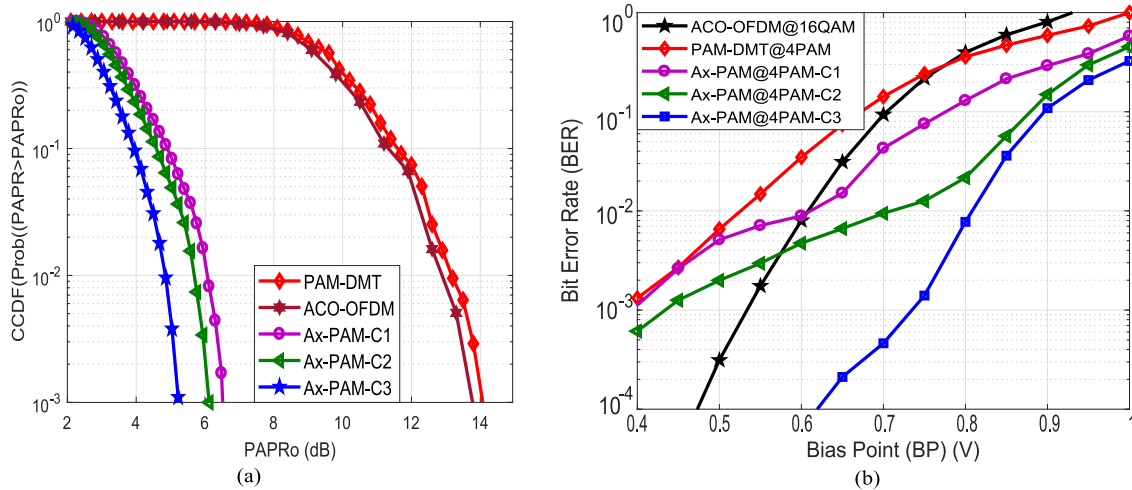 CCDF(Prob((PAPR>PAPRo))
10^0
10^-1
10^-2
10^-3
PAM-DMT
ACO-OFDM
Ax-PAM-C1
Ax-PAM-C2
Ax-PAM-C3
2 4 6 8 10 12 14
PAPRo (dB)
(a)
Bit Error Rate (BER)
10^0
10^-1
10^-2
10^-3
10^-4
ACO-OFDM@16QAM
PAM-DMT@4PAM
Ax-PAM@4PAM-C1
Ax-PAM@4PAM-C2
Ax-PAM@4PAM-C3
0.4 0.5 0.6 0.7 0.8 0.9 1
Bias Point (BP) (V)
(b)